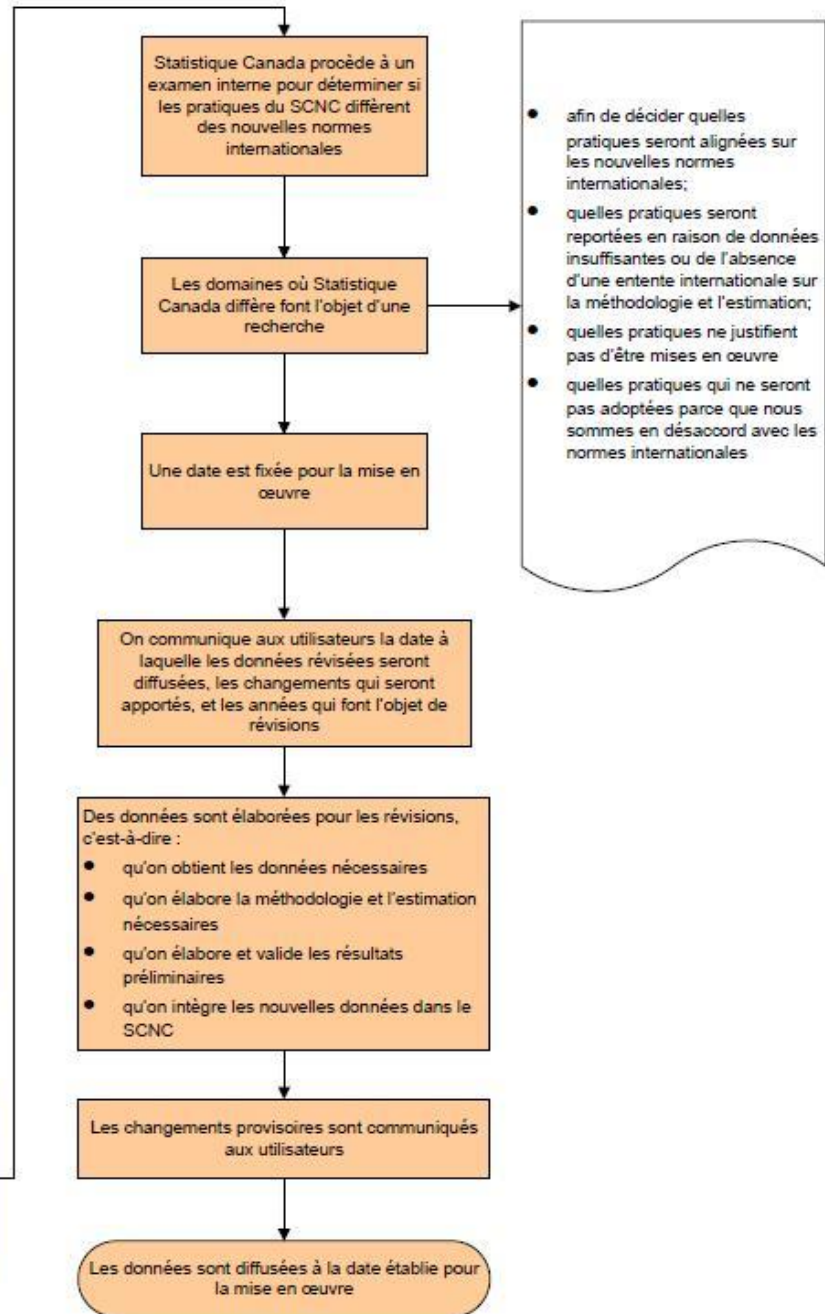 Statistique Canada procède à un
examen interne pour déterminer si
les pratiques du SCNC diffèrent
des nouvelles normes
internationales
Les domaines où Statistique
Canada diffère font l'objet d'une
recherche
• afin de décider quelles
pratiques seront alignées sur
les nouvelles normes
internationales;
• quelles pratiques seront
reportées en raison de données
insuffisantes ou de l'absence
d'une entente internationale sur
la méthodologie et l'estimation;
• quelles pratiques ne justifient
pas d'être mises en œuvre
• quelles pratiques qui ne seront
pas adoptées parce que nous
sommes en désaccord avec les
normes internationales
Une date est fixée pour la mise en
œuvre
On communique aux utilisateurs la date à
laquelle les données révisées seront
diffusées, les changements qui seront
apportés, et les années qui font l'objet de
révisions
Des données sont élaborées pour les révisions,
c'est-à-dire :
• qu'on obtient les données nécessaires
• qu'on élabore la méthodologie et l'estimation
nécessaires
• qu'on élabore et valide les résultats
préliminaires
• qu'on intègre les nouvelles données dans le
SCNC
Les changements provisoires sont communiqués
aux utilisateurs
Les données sont diffusées à la date établie pour
la mise en œuvre